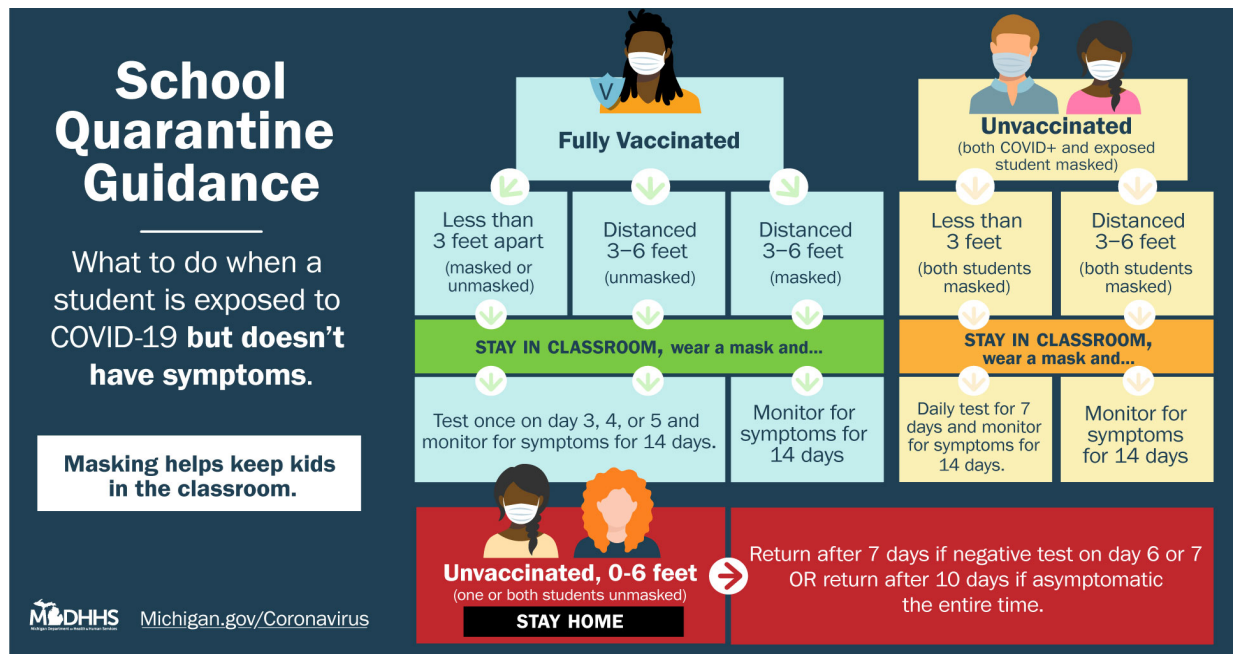 School
Quarantine
Guidance
What to do when a
student is exposed to
COVID-19 but doesn't
have symptoms.
Masking helps keep kids
in the classroom.
MDHHS
Michigan Department of Health & Human Services
Michigan.gov/Coronavirus
V
Fully Vaccinated
Less than
3 feet apart
(masked or
unmasked)
Distanced
3–6 feet
(unmasked)
Distanced
3–6 feet
(masked)
STAY IN CLASSROOM, wear a mask and...
Test once on day 3, 4, or 5 and
monitor for symptoms for 14 days.
Monitor for
symptoms for
14 days
Unvaccinated
(both COVID+ and exposed
student masked)
Less than
3 feet
(both students
masked)
Distanced
3–6 feet
(both students
masked)
STAY IN CLASSROOM,
wear a mask and...
Daily test for 7
days and monitor
for symptoms for
14 days.
Monitor for
symptoms
for 14 days
Unvaccinated, 0-6 feet
(one or both students unmasked)
STAY HOME
Return after 7 days if negative test on day 6 or 7
OR return after 10 days if asymptomatic
the entire time.